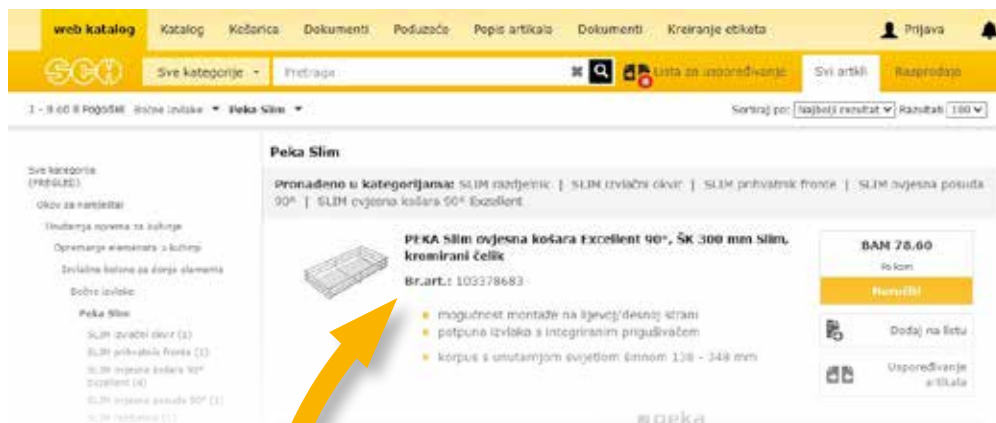 web katalog Katalog Košarica Dokumenti Poduzeće Popis artikala Dokumenti Kreiranje etiketa Prijava
SCH Sve kategorije Pretraga Lista za uspoređivanje Svi artikli Rasprodaja
Bočne izvlake Peka Slim Sortiraj po: Najbolji rezultat Rezultati 100
Peka Slim
Sve kategorije
(PREGLED)
Pronađeno u kategorijama: SLIM razdjelnik | SLIM izvlačni okvir | SLIM prihvatnik fronte | SLIM ovjesna posuda
90° | SLIM ovjesna košara 90° Excellent
Okov za namještaj
Unutarnja oprema za kuhinje
Opremanje elemenata u kuhinji
Izvlačne kolone za donje elemente
Bočne izvlake
Peka Slim
SLIM izvlačni okvir (1)
SLIM prihvatnik fronte (1)
SLIM ovjesna košara 90°
Excellent (4)
SLIM ovjesna posuda 90° (1)
PEKA Slim ovjesna košara Excellent 90°, ŠK 300 mm Slim,
kromirani čelik
Br.art.: 103378683
mogućnost montaže na lijevoj/desnoj strani
potpuna izvlaka s integriranim prigušivačem
korpus s unutarnjom svijetlom širinom
peka
BAM 78.60
Po kom
Naručiti
Dodaj na listu
Uspoređivanje
artikala